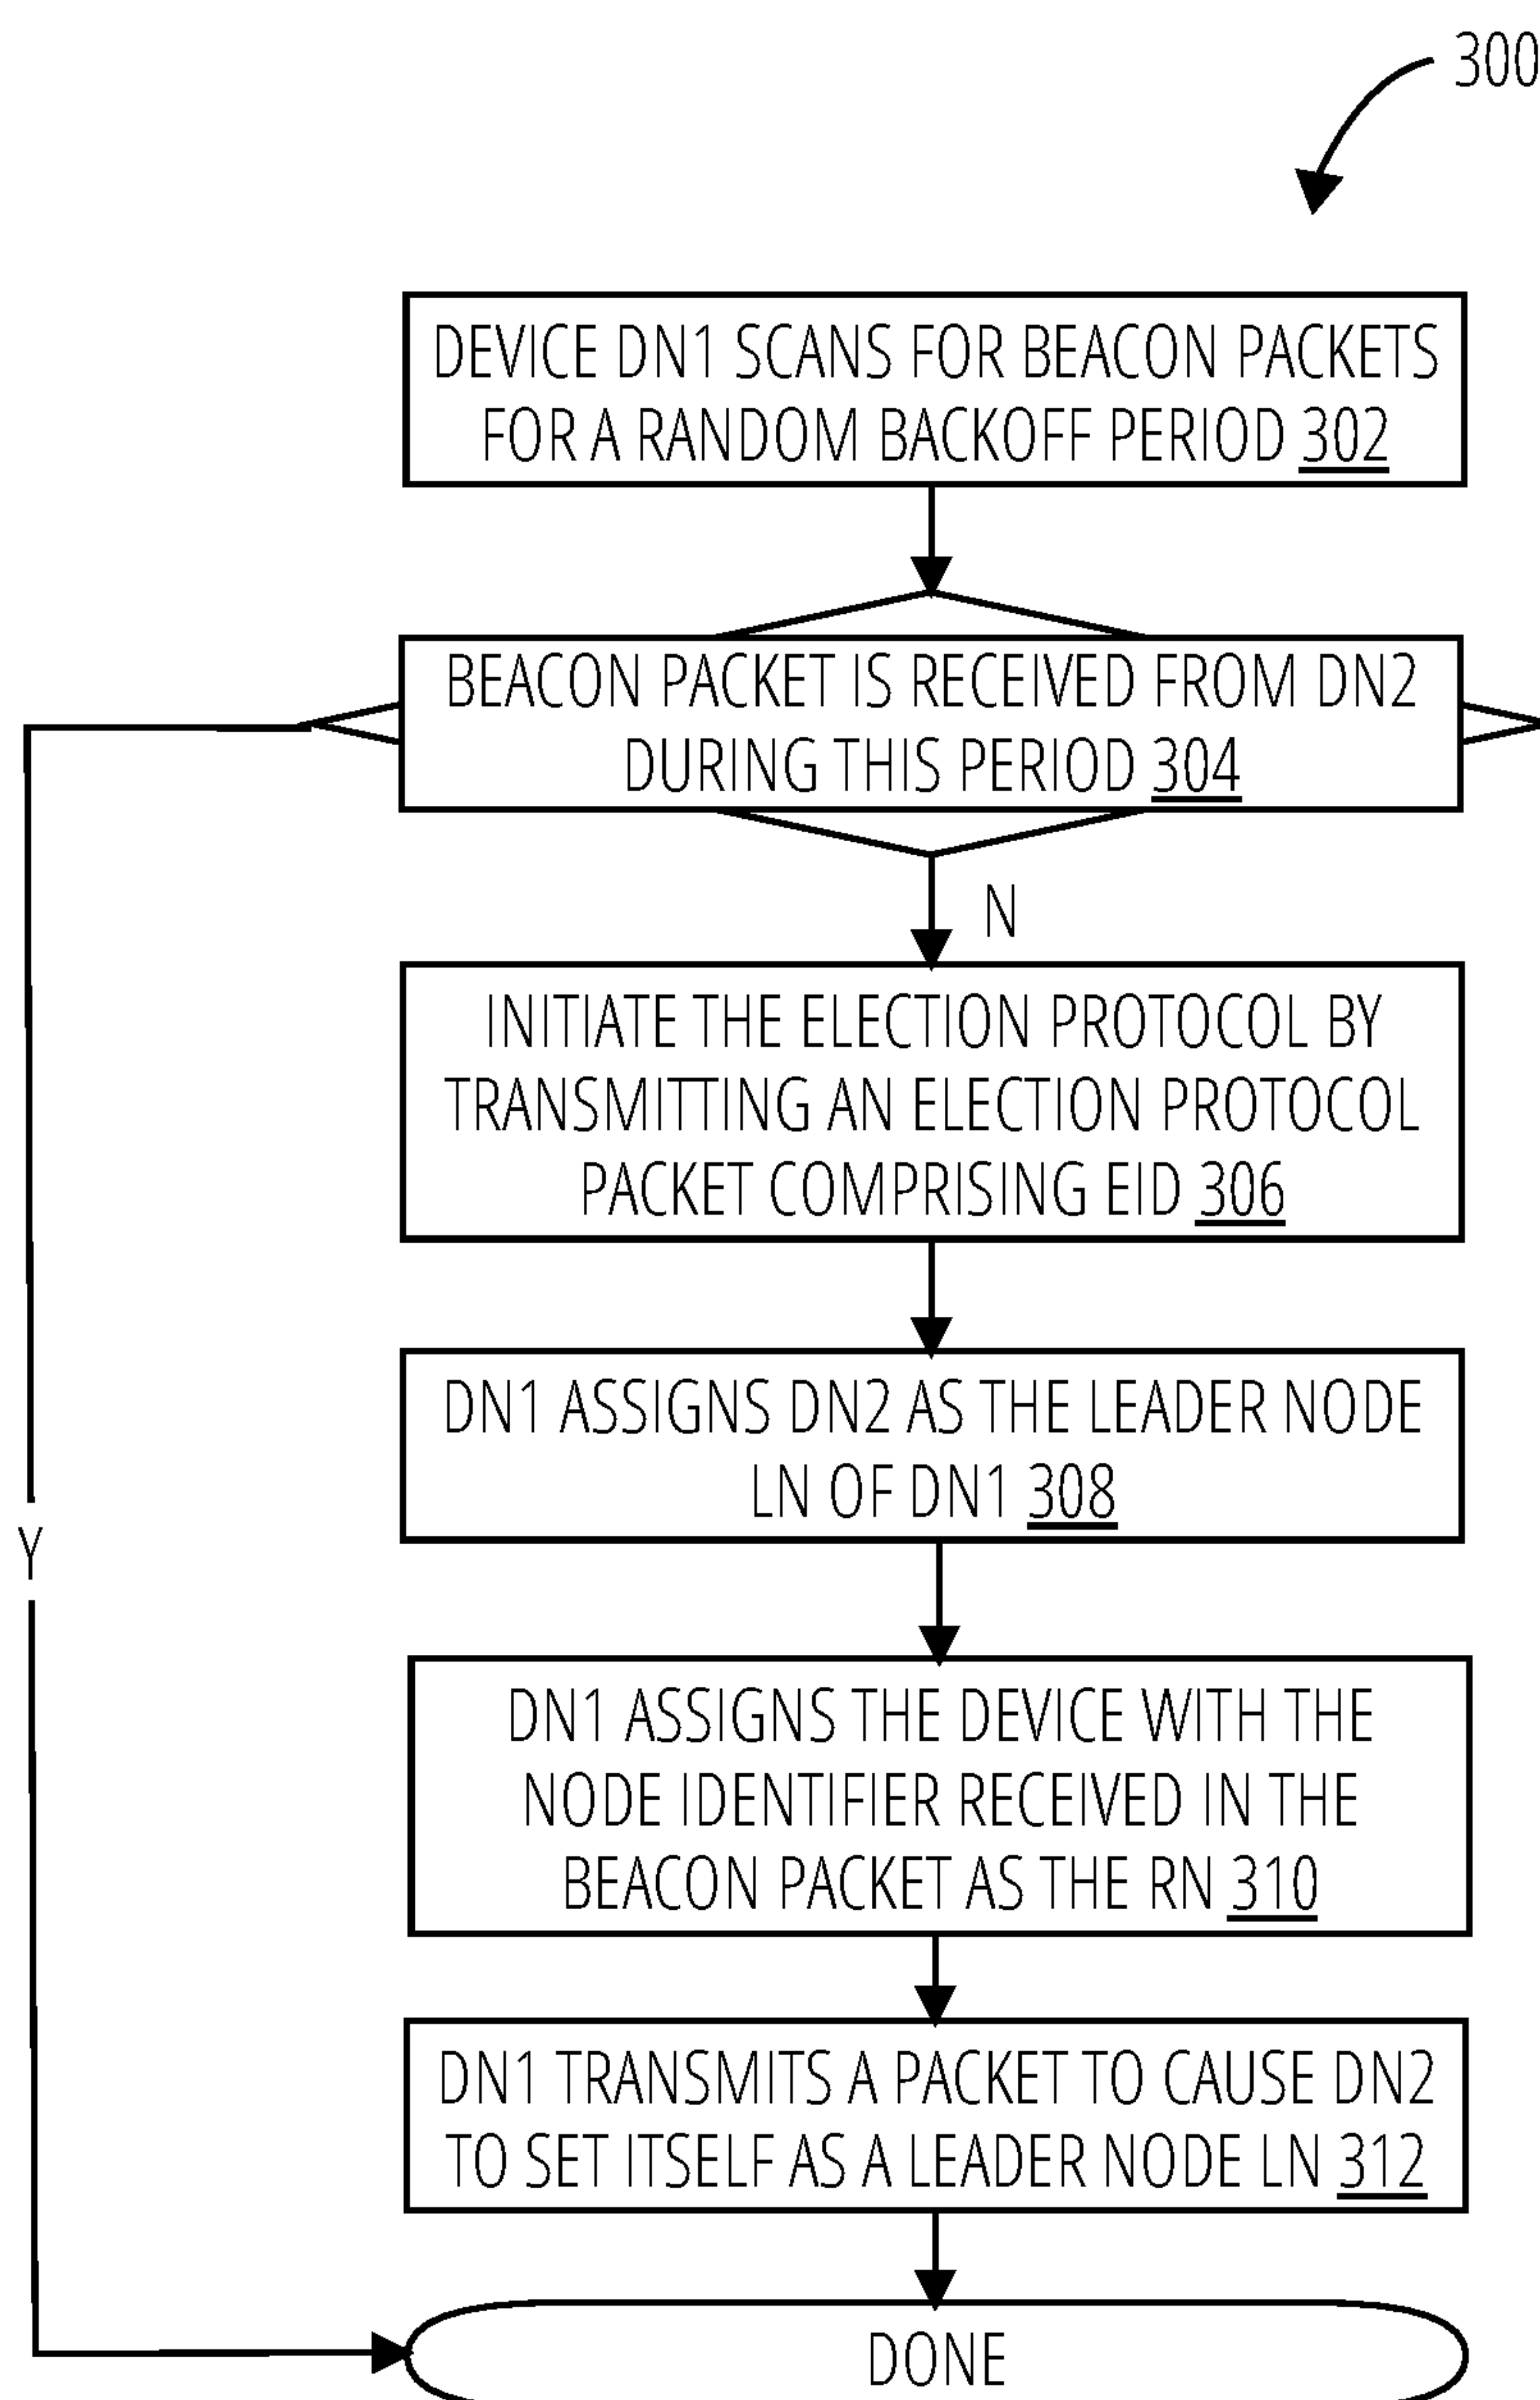 300
DEVICE DN1 SCANS FOR BEACON PACKETS
FOR A RANDOM BACKOFF PERIOD 302
BEACON PACKET IS RECEIVED FROM DN2
DURING THIS PERIOD 304
N
INITIATE THE ELECTION PROTOCOL BY
TRANSMITTING AN ELECTION PROTOCOL
PACKET COMPRISING EID 306
DN1 ASSIGNS DN2 AS THE LEADER NODE
LN OF DN1 308
Y
DN1 ASSIGNS THE DEVICE WITH THE
NODE IDENTIFIER RECEIVED IN THE
BEACON PACKET AS THE RN 310
DN1 TRANSMITS A PACKET TO CAUSE DN2
TO SET ITSELF AS A LEADER NODE LN 312
DONE